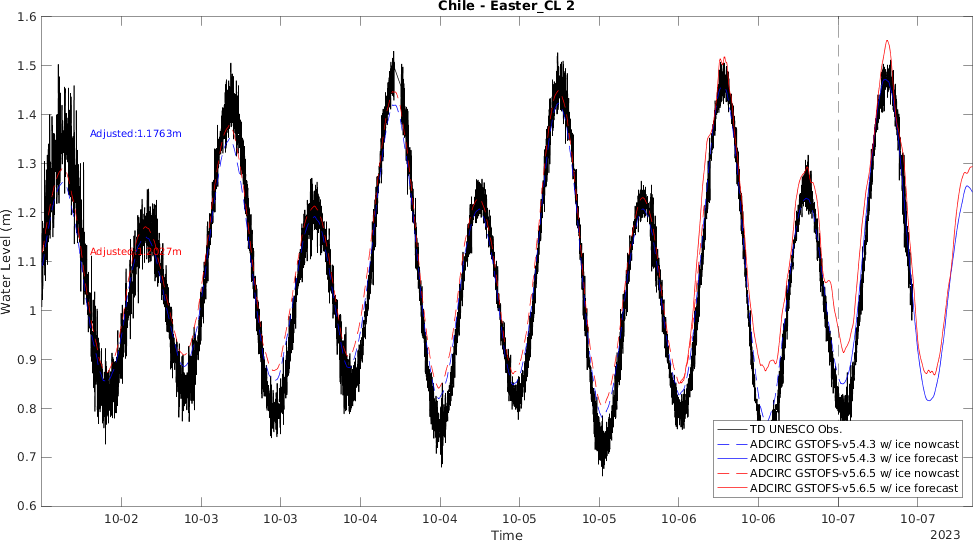 Chile - Easter_CL 2
1.6
1.5
1.4
1.3
1.2
1.1
1
0.9
0.8
0.7
0.6
Water Level (m)
Adjusted:1.1763m
TD UNESCO Obs.
ADCIRC GSTOFS-v5.4.3 w/ ice nowcast
ADCIRC GSTOFS-v5.4.3 w/ ice forecast
ADCIRC GSTOFS-v5.6.5 w/ ice nowcast
ADCIRC GSTOFS-v5.6.5 w/ ice forecast
10-02 10-03 10-03 10-04 10-04 10-05 10-05 10-06 10-06 10-07 10-07
2023
Time